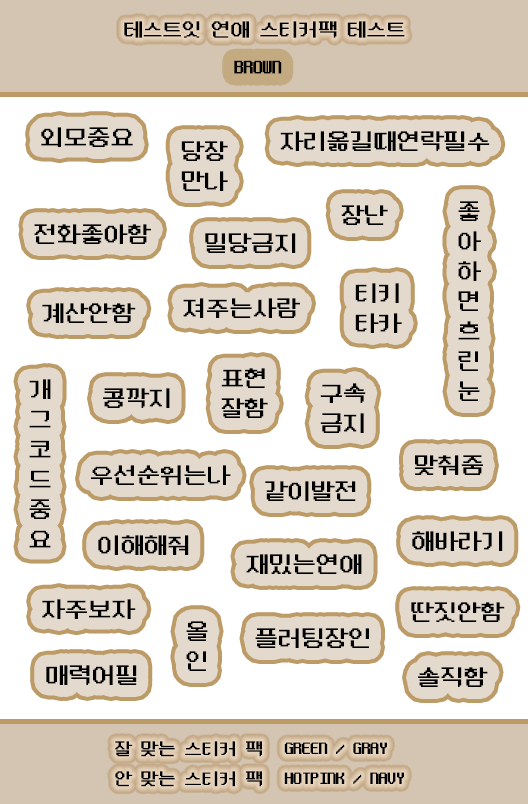 테스트잇 연애 스티커팩 테스트
BROWN
외모중요
당장
만나
자리옮길때연락필수
전화좋아함
밀당금지
장난
좋아하면흐린눈
계산안함
져주는사람
티키
타카
개그코드중요
콩깍지
표현
잘함
구속
금지
우선순위는나
같이발전
맞춰줌
이해해줘
재밌는연애
해바라기
자주보자
올인
플러팅장인
딴짓안함
매력어필
솔직함
잘 맞는 스티커 팩 GREEN / GRAY
안 맞는 스티커 팩 HOTPINK / NAVY